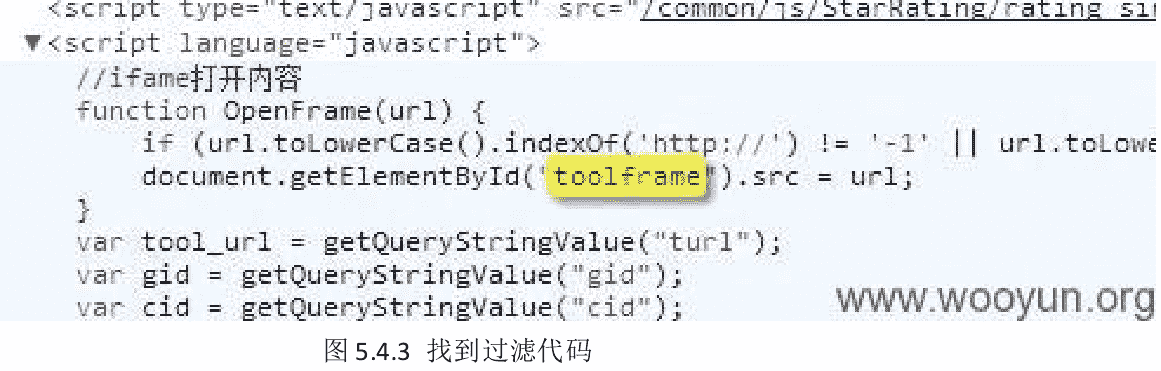 <script type="text/javascript" src="/common/js/StarRating/rating_sim
▼<script language="javascript">
//ifame打开内容
function OpenFrame(url) {
if (url.toLowerCase().indexOf('http://') != '-1' || url.toLowe
document.getElementById("toolframe").src = url;
}
var tool_url = getQueryStringValue("turl");
var gid = getQueryStringValue("gid");
var cid = getQueryStringValue("cid");
www.wooyun.org
图 5.4.3 找到过滤代码